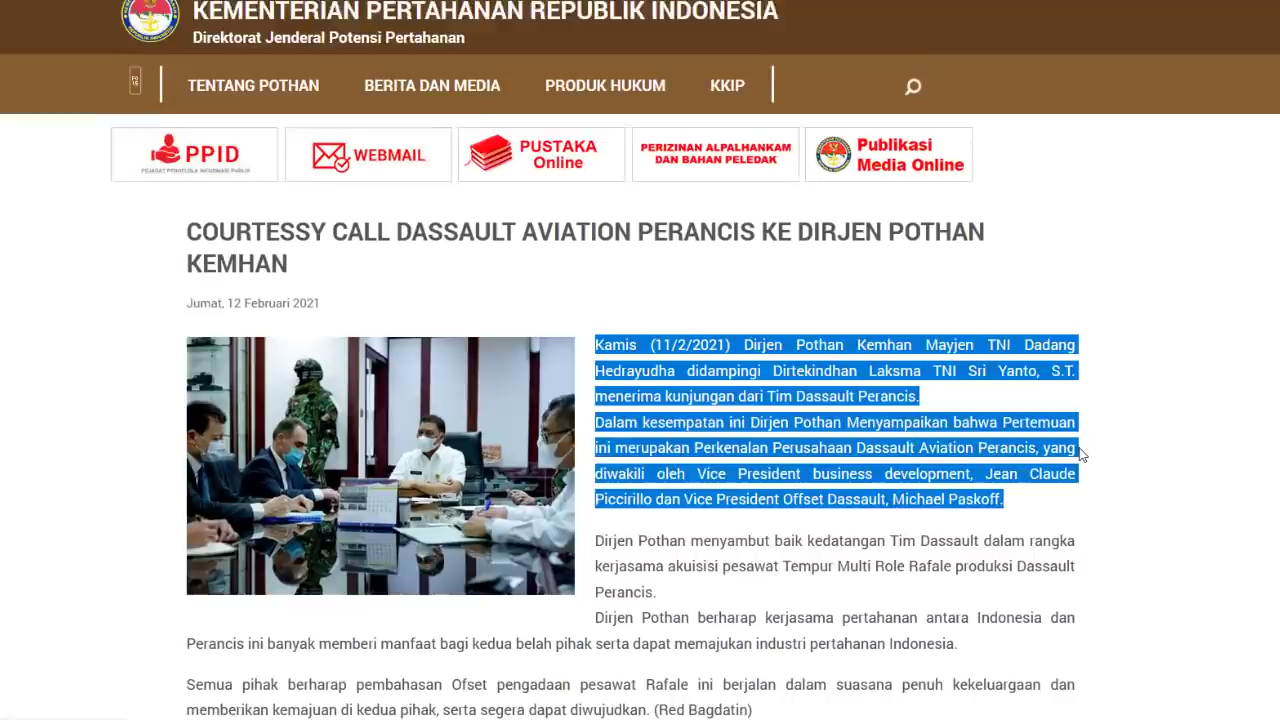 KEMENTERIAN PERTAHANAN REPUBLIK INDONESIA
Direktorat Jenderal Potensi Pertahanan
TENTANG POTHAN
BERITA DAN MEDIA
PRODUK HUKUM
KKIP
PPID
PEJABAT PENGELOLA INFORMASI PUBLIK
WEBMAIL
PUSTAKA
Online
PERIZINAN ALPALHANKAM
DAN BAHAN PELEDAK
Publikasi
Media Online
COURTESSY CALL DASSAULT AVIATION PERANCIS KE DIRJEN POTHAN
KEMHAN
Jumat, 12 Februari 2021
Kamis (11/2/2021) Dirjen Pothan Kemhan Mayjen TNI Dadang
Hedrayudha didampingi Dirtekindhan Laksma TNI Sri Yanto, S.T.
menerima kunjungan dari Tim Dassault Perancis.
Dalam kesempatan ini Dirjen Pothan Menyampaikan bahwa Pertemuan
ini merupakan Perkenalan Perusahaan Dassault Aviation Perancis, yang
diwakili oleh Vice President business development, Jean Claude
Piccirillo dan Vice President Offset Dassault, Michael Paskoff.
Dirjen Pothan menyambut baik kedatangan Tim Dassault dalam rangka
kerjasama akuisisi pesawat Tempur Multi Role Rafale produksi Dassault
Perancis.
Dirjen Pothan berharap kerjasama pertahanan antara Indonesia dan
Perancis ini banyak memberi manfaat bagi kedua belah pihak serta dapat memajukan industri pertahanan Indonesia.
Semua pihak berharap pembahasan Ofset pengadaan pesawat Rafale ini berjalan dalam suasana penuh kekeluargaan dan
memberikan kemajuan di kedua pihak, serta segera dapat diwujudkan. (Red Bagdatin)